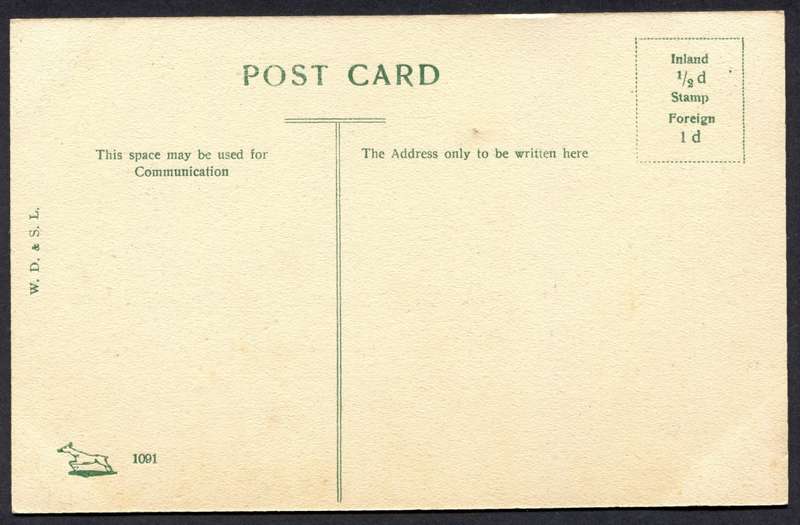 POST CARD
Inland
1/2 d
Stamp
Foreign
1 d
This space may be used for
Communication
The Address only to be written here
W. D. & S. L.
1091